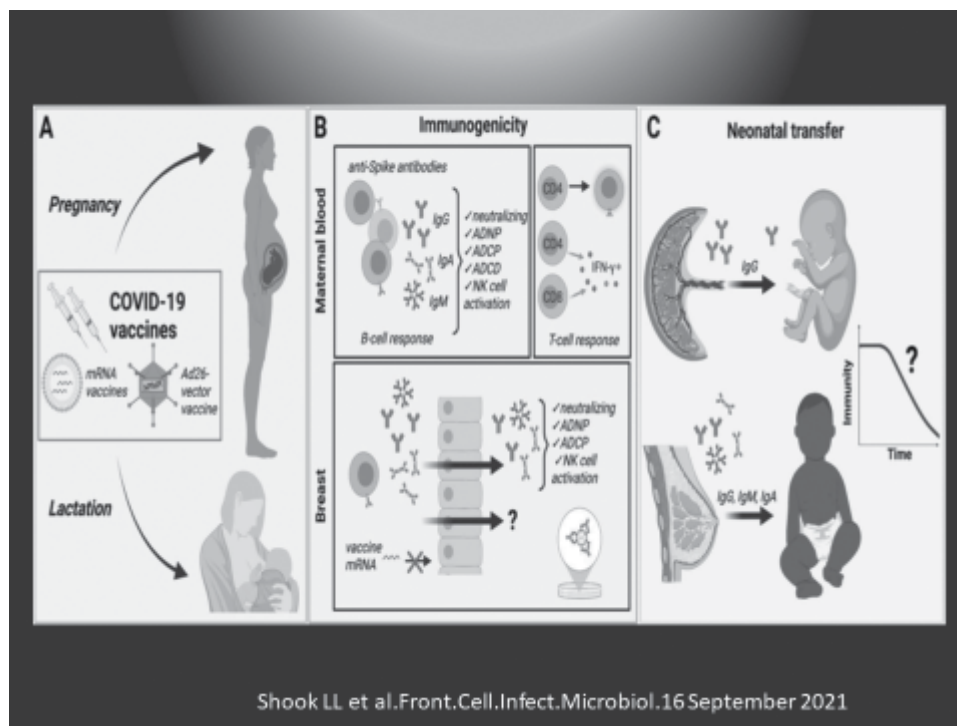 A
Pregnancy
COVID-19
vaccines
mRNA
vaccines
Ad26-
vector
vaccine
Lactation
B
Immunogenicity
Maternal blood
anti-Spike antibodies
IgG
IgA
IgM
✓neutralizing
✓ADNP
✓ADCP
✓ADCD
✓NK cell
activation
B-cell response
CD4
CD4
CD8
IFN-γ+
T-cell response
Breast
✓neutralizing
✓ADNP
✓ADCP
✓NK cell
activation
?
vaccine
mRNA
C
Neonatal transfer
IgG
Immunity
?
Time
IgG, IgM, IgA
Shook LL et al.Front.Cell.Infect.Microbiol.16 September 2021